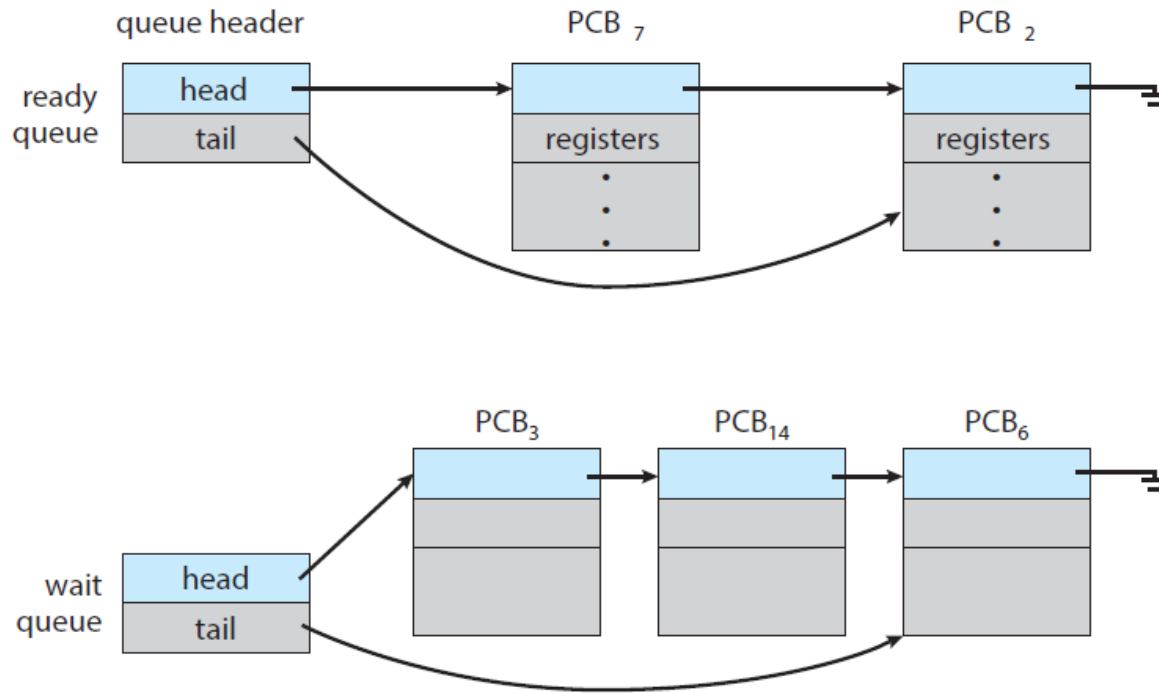 queue header
PCB 7
PCB 2
ready
queue
head
tail
registers
registers
PCB3
PCB14
PCB6
wait
queue
head
tail